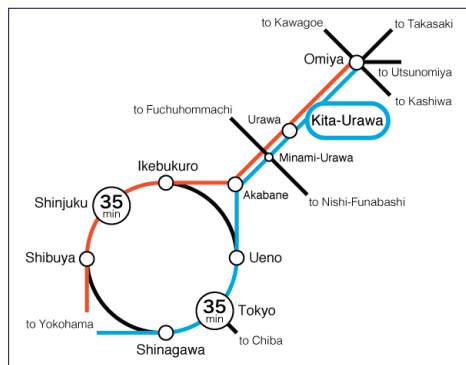 to Kawagoe
to Takasaki
Omiya
to Utsunomiya
to Kashiwa
to Fuchuhommachi
Urawa
Kita-Urawa
Minami-Urawa
Ikebukuro
Akabane
to Nishi-Funabashi
Shinjuku
35
min
Shibuya
Ueno
35
min
Tokyo
to Yokohama
to Chiba
Shinagawa